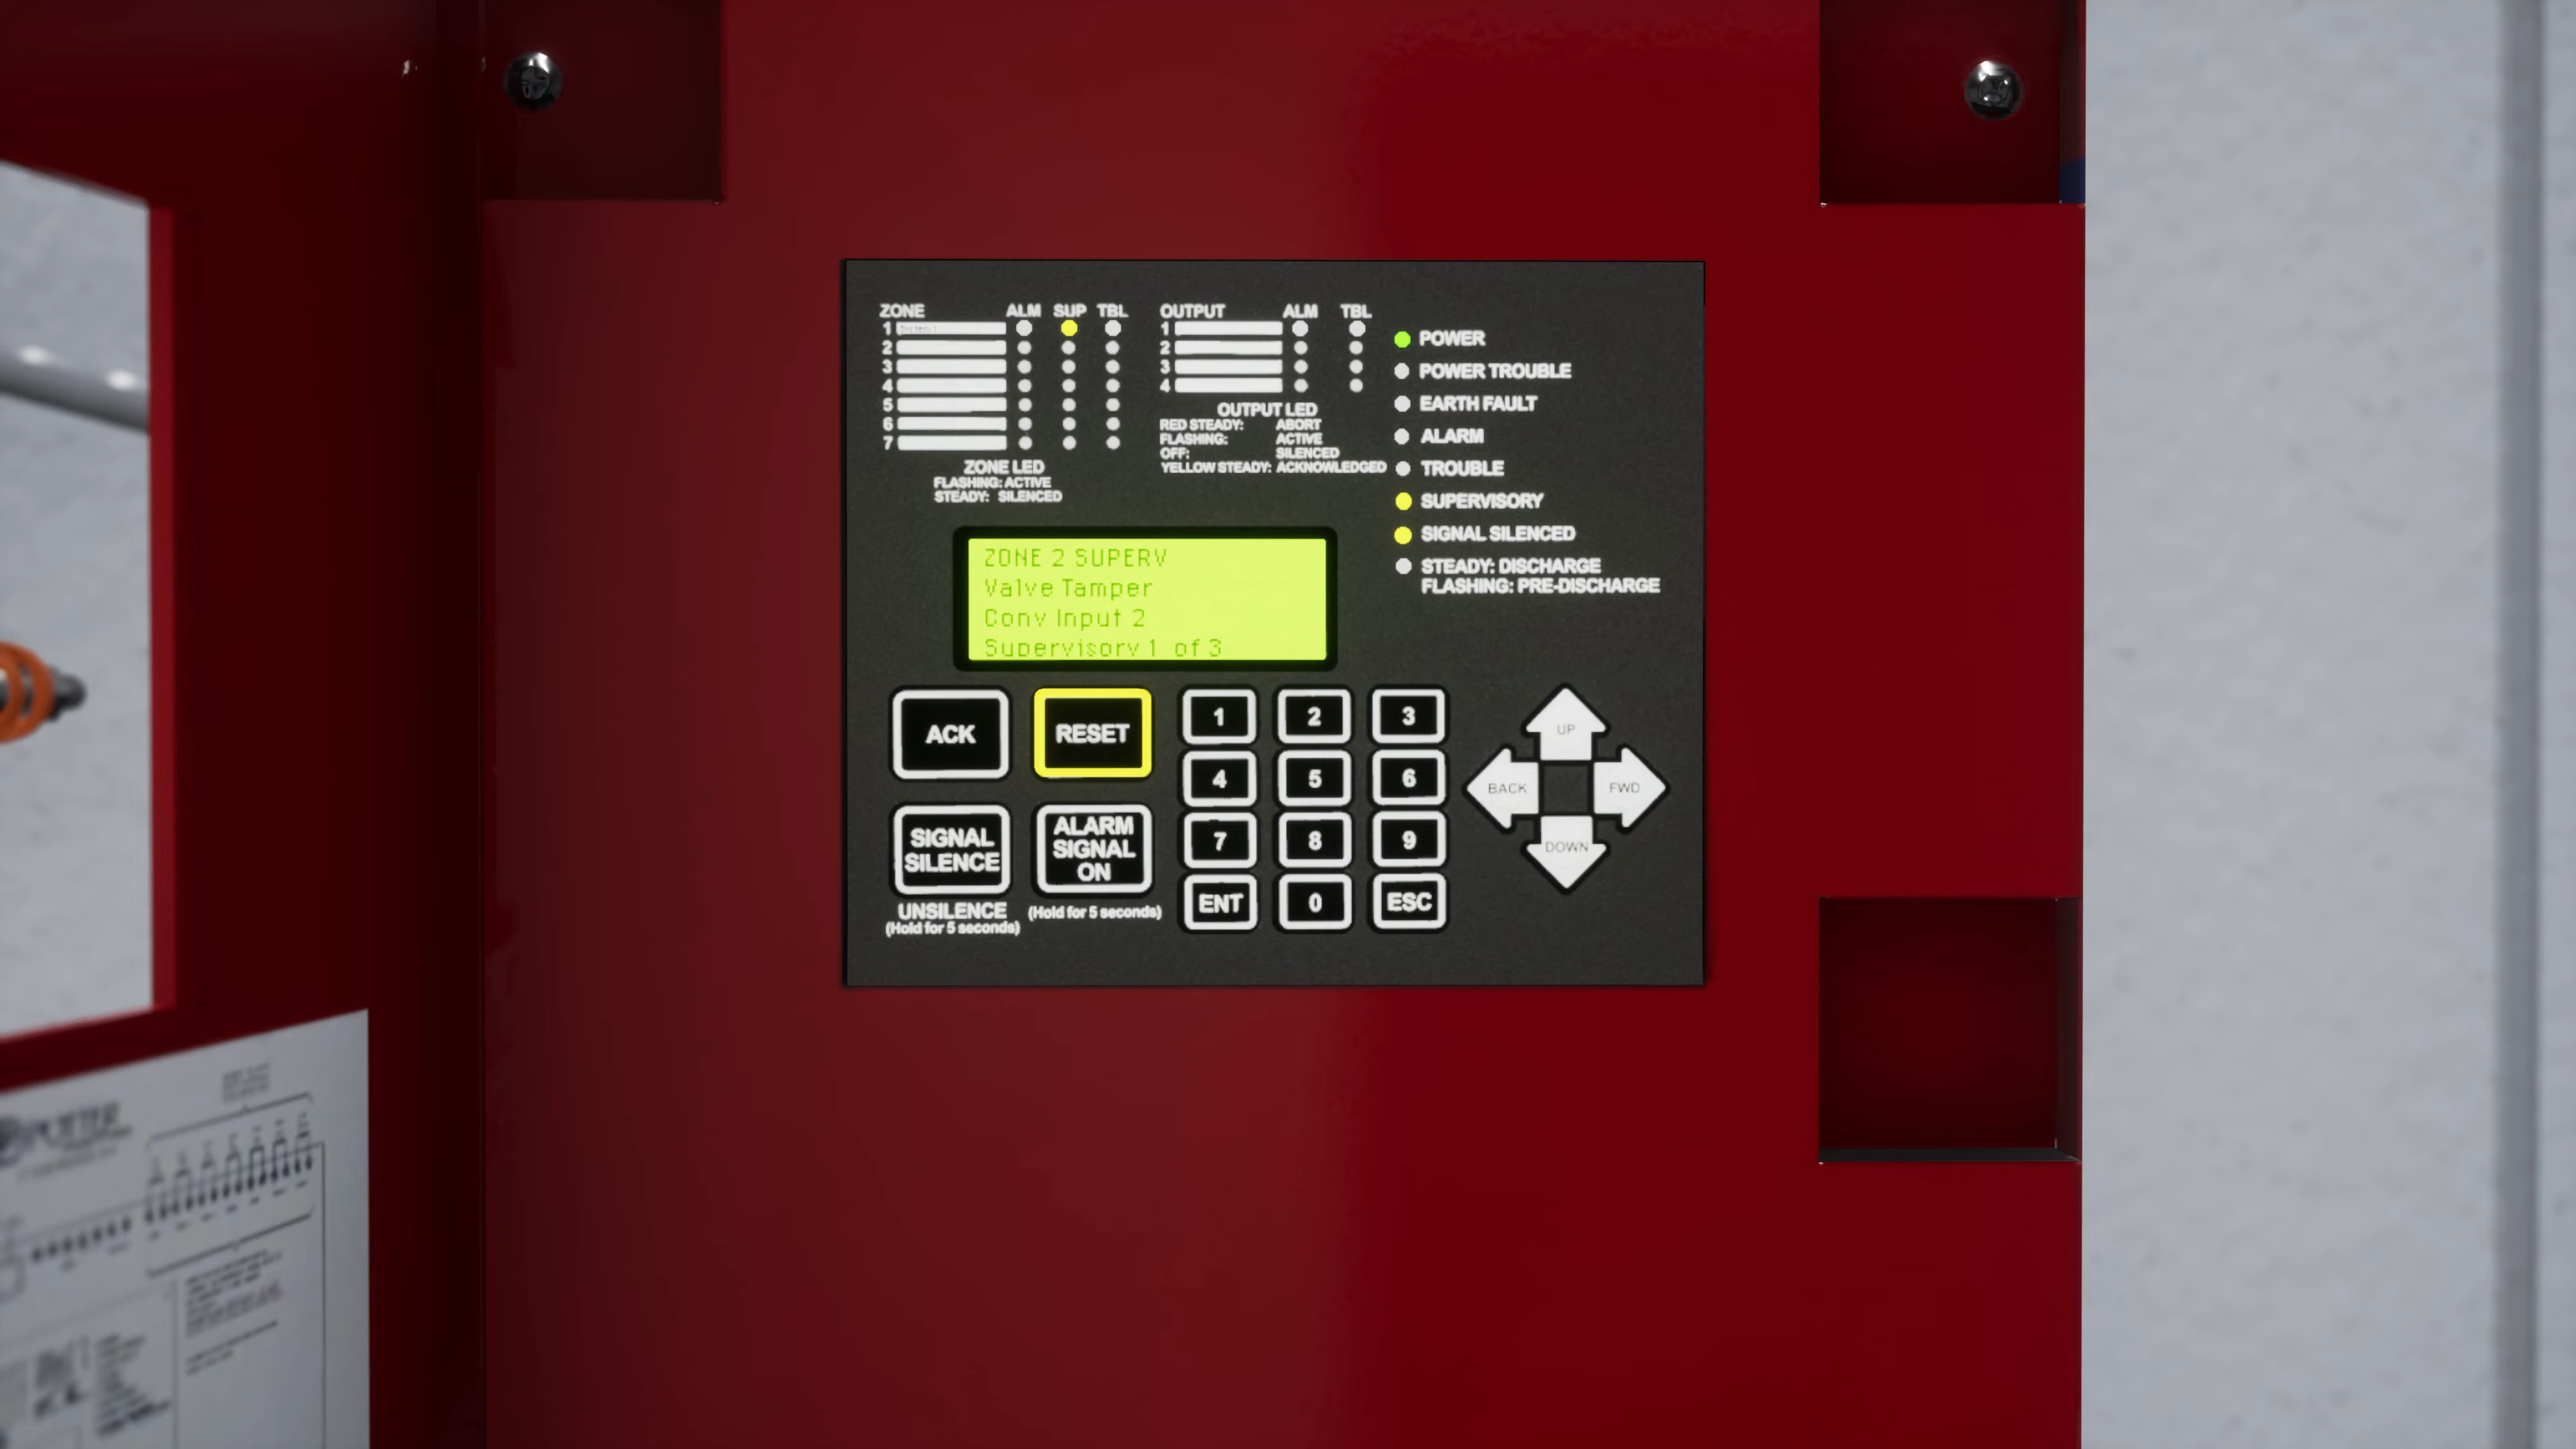 ZONE ALM SUP TBL
1
2
3
4
5
6
7
ZONE LED
FLASHING: ACTIVE
STEADY: SILENCED
OUTPUT ALM TBL
1
2
3
4
OUTPUT LED
RED STEADY: ABORT
FLASHING: ACTIVE
OFF: SILENCED
YELLOW STEADY: ACKNOWLEDGED
POWER
POWER TROUBLE
EARTH FAULT
ALARM
TROUBLE
SUPERVISORY
SIGNAL SILENCED
STEADY: DISCHARGE
FLASHING: PRE-DISCHARGE
ZONE 2 SUPERV
Valve Tamper
Conv Input 2
Supervisory 1 of 3
ACK
RESET
SIGNAL
SILENCE
UNSILENCE
(Hold for 5 seconds)
ALARM
SIGNAL
ON
(Hold for 5 seconds)
1 2 3
4 5 6
7 8 9
ENT 0 ESC
UP
BACK FWD
DOWN
POTTER